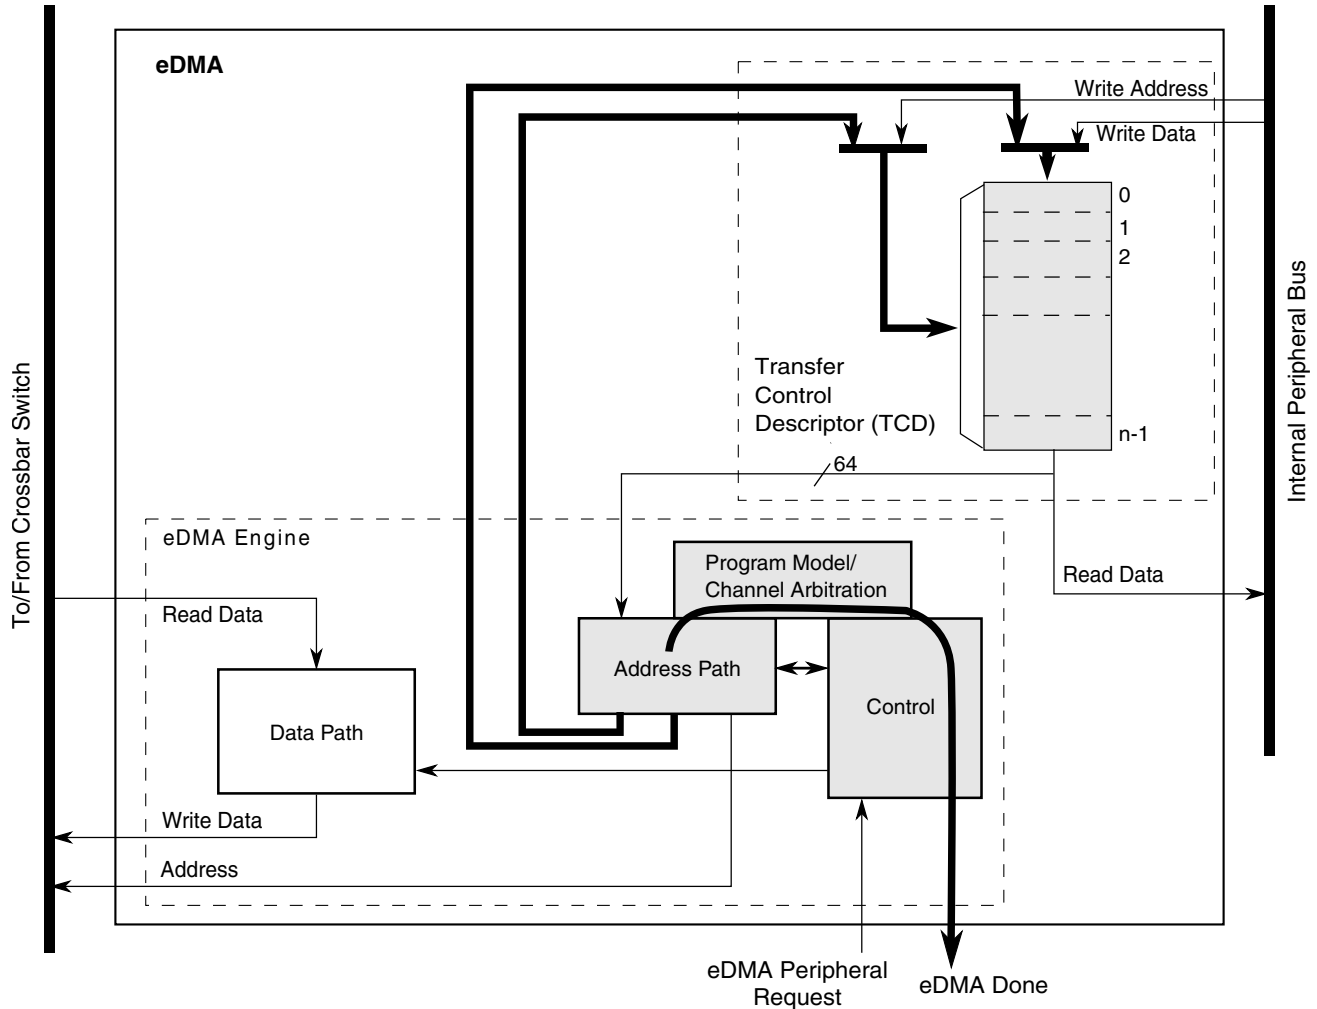 eDMA
Write Address
Write Data
0
1
2
n-1
Transfer
Control
Descriptor (TCD)
64
To/From Crossbar Switch
Internal Peripheral Bus
eDMA Engine
Program Model/
Channel Arbitration
Read Data
Read Data
Address Path
Control
Data Path
Write Data
Address
eDMA Peripheral
Request
eDMA Done